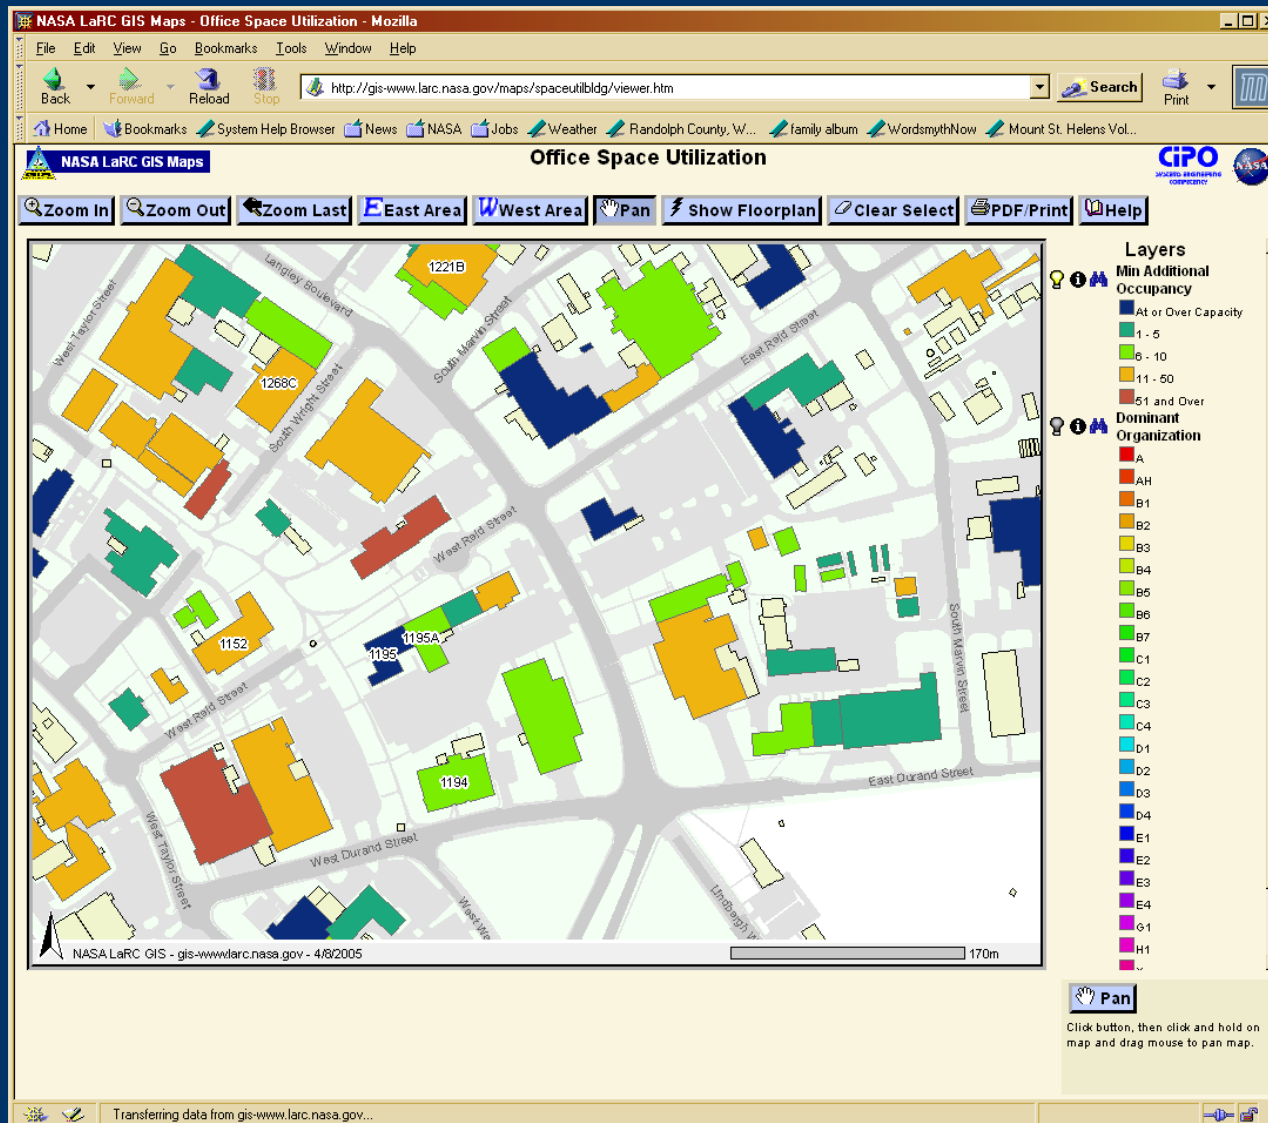 NASA LaRC GIS Maps - Office Space Utilization - Mozilla
File Edit View Go Bookmarks Tools Window Help
Back Forward Reload Stop http://gis-www.larc.nasa.gov/maps/spaceutilbldg/viewer.htm Search Print
Home Bookmarks System Help Browser News NASA Jobs Weather Randolph County, W... family album WordsmythNow Mount St. Helens Vol...
NASA LaRC GIS Maps
Office Space Utilization
CiPO
SYSTEMS ENGINEERING
COMPETENCY
NASA
Zoom In Zoom Out Zoom Last East Area West Area Pan Show Floorplan Clear Select PDF/Print Help
Langley Boulevard
1221B
West Taylor Street
South Marvin Street
East Reid Street
1268C
South Wright Street
West Reid Street
1195A
1152
1195
South Marvin Street
West Reid Street
1194
East Durand Street
West Durand Street
West Taylor Street
Lindbergh W
NASA LaRC GIS - gis-www.larc.nasa.gov - 4/8/2005
170m
Layers
Min Additional
Occupancy
At or Over Capacity
1 - 5
6 - 10
11 - 50
51 and Over
Dominant
Organization
A
AH
B1
B2
B3
B4
B5
B6
B7
C1
C2
C3
C4
D1
D2
D3
D4
E1
E2
E3
E4
G1
H1
Pan
Click button, then click and hold on
map and drag mouse to pan map.
Transferring data from gis-www.larc.nasa.gov...